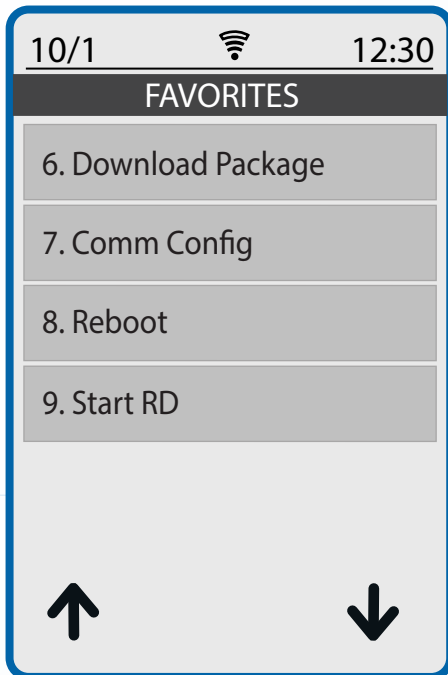 10/1 12:30
FAVORITES
6. Download Package
7. Comm Config
8. Reboot
9. Start RD